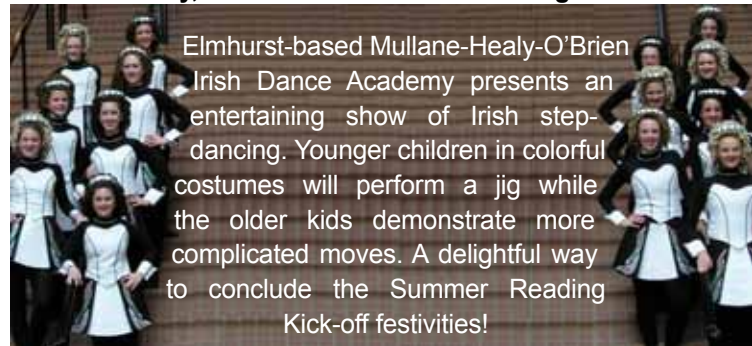 Elmhurst-based Mullane-Healy-O’Brien
Irish Dance Academy presents an
entertaining show of Irish step-
dancing. Younger children in colorful
costumes will perform a jig while
the older kids demonstrate more
complicated moves. A delightful way
to conclude the Summer Reading
Kick-off festivities!